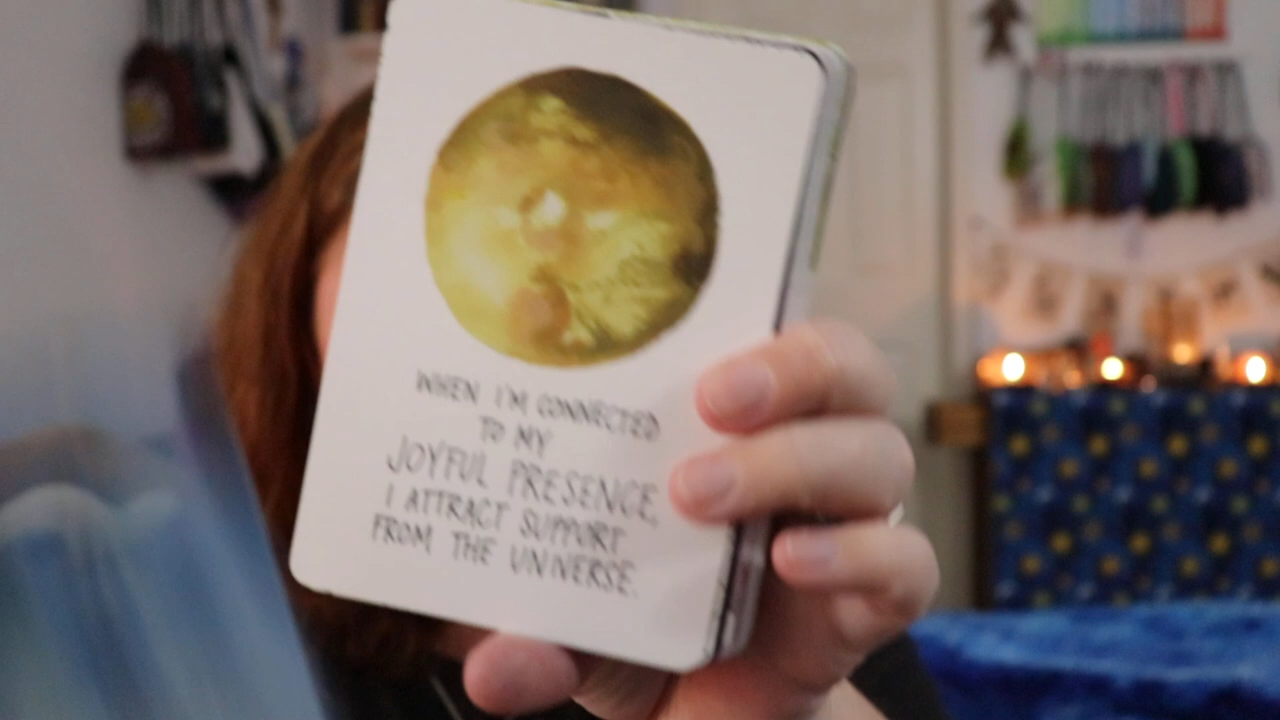 WHEN I'M CONNECTED
TO MY
JOYFUL PRESENCE,
I ATTRACT SUPPORT
FROM THE UNIVERSE.